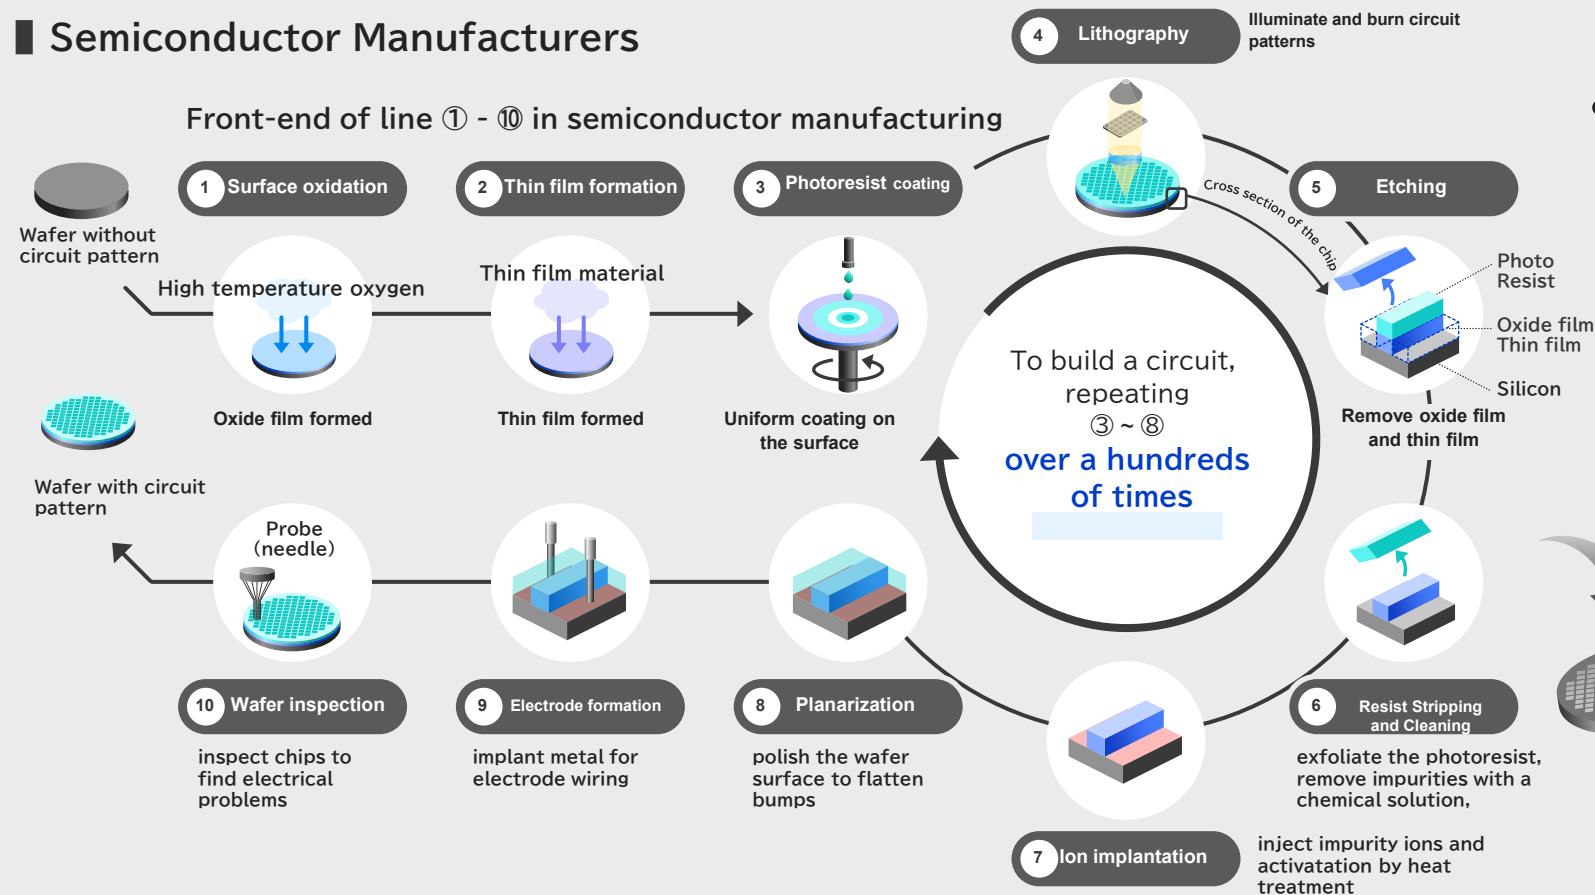 Semiconductor Manufacturers
Front-end of line ① - ⑩ in semiconductor manufacturing
Wafer without
circuit pattern
1 Surface oxidation
High temperature oxygen
Oxide film formed
2 Thin film formation
Thin film material
Thin film formed
3 Photoresist coating
Uniform coating on
the surface
4 Lithography
Illuminate and burn circuit
patterns
Cross section of the chip
5 Etching
Photo
Resist
Oxide film
Thin film
Silicon
Remove oxide film
and thin film
To build a circuit,
repeating
③ ~ ⑧
over a hundreds
of times
6 Resist Stripping
and Cleaning
exfoliate the photoresist,
remove impurities with a
chemical solution,
7 Ion implantation
inject impurity ions and
activatation by heat
treatment
8 Planarization
polish the wafer
surface to flatten
bumps
9 Electrode formation
implant metal for
electrode wiring
10 Wafer inspection
Probe
(needle)
inspect chips to
find electrical
problems
Wafer with circuit
pattern